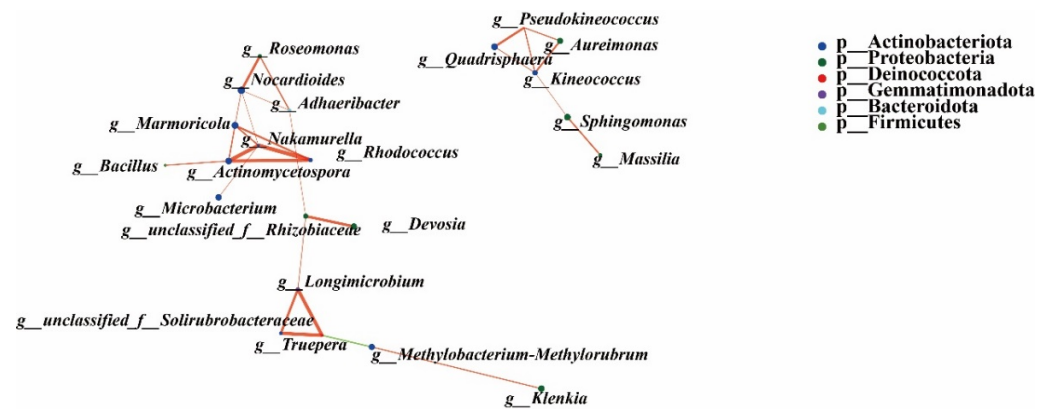 g__Pseudokineococcus
g__Roseomonas
g__Aureimonas
g__Quadrisphaera
g__Nocardioides
g__Kineococcus
g__Adhaeribacter
g__Marmoricola
g__Sphingomonas
g__Nakamurella
g__Rhodococcus
g__Massilia
g__Bacillus
g__Actinomycetospora
g__Microbacterium
g__unclassified_f__Rhizobiaceae
g__Devosia
g__Longimicrobium
g__unclassified_f__Solirubrobacteraceae
g__Truepera
g__Methylobacterium-Methylorubrum
g__Klenkia
p__Actinobacteriota
p__Proteobacteria
p__Deinococcota
p__Gemmatimonadota
p__Bacteroidota
p__Firmicutes